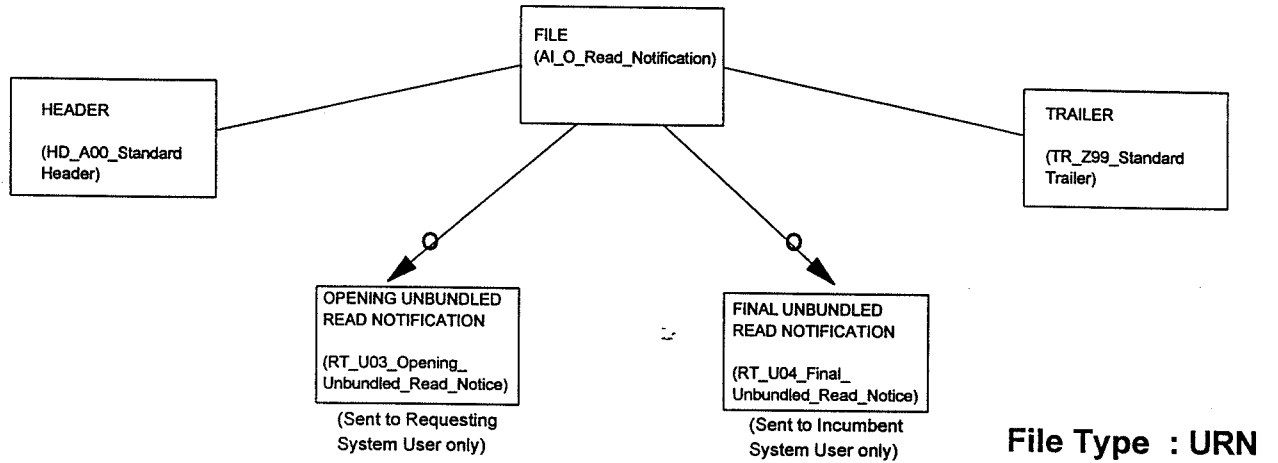 FILE
(AI_O_Read_Notification)
HEADER
(HD_A00_Standard
Header)
TRAILER
(TR_Z99_Standard
Trailer)
OPENING UNBUNDLED
READ NOTIFICATION
(RT_U03_Opening_
Unbundled_Read_Notice)
(Sent to Requesting
System User only)
FINAL UNBUNDLED
READ NOTIFICATION
(RT_U04_Final_
Unbundled_Read_Notice)
(Sent to Incumbent
System User only)
File Type : URN